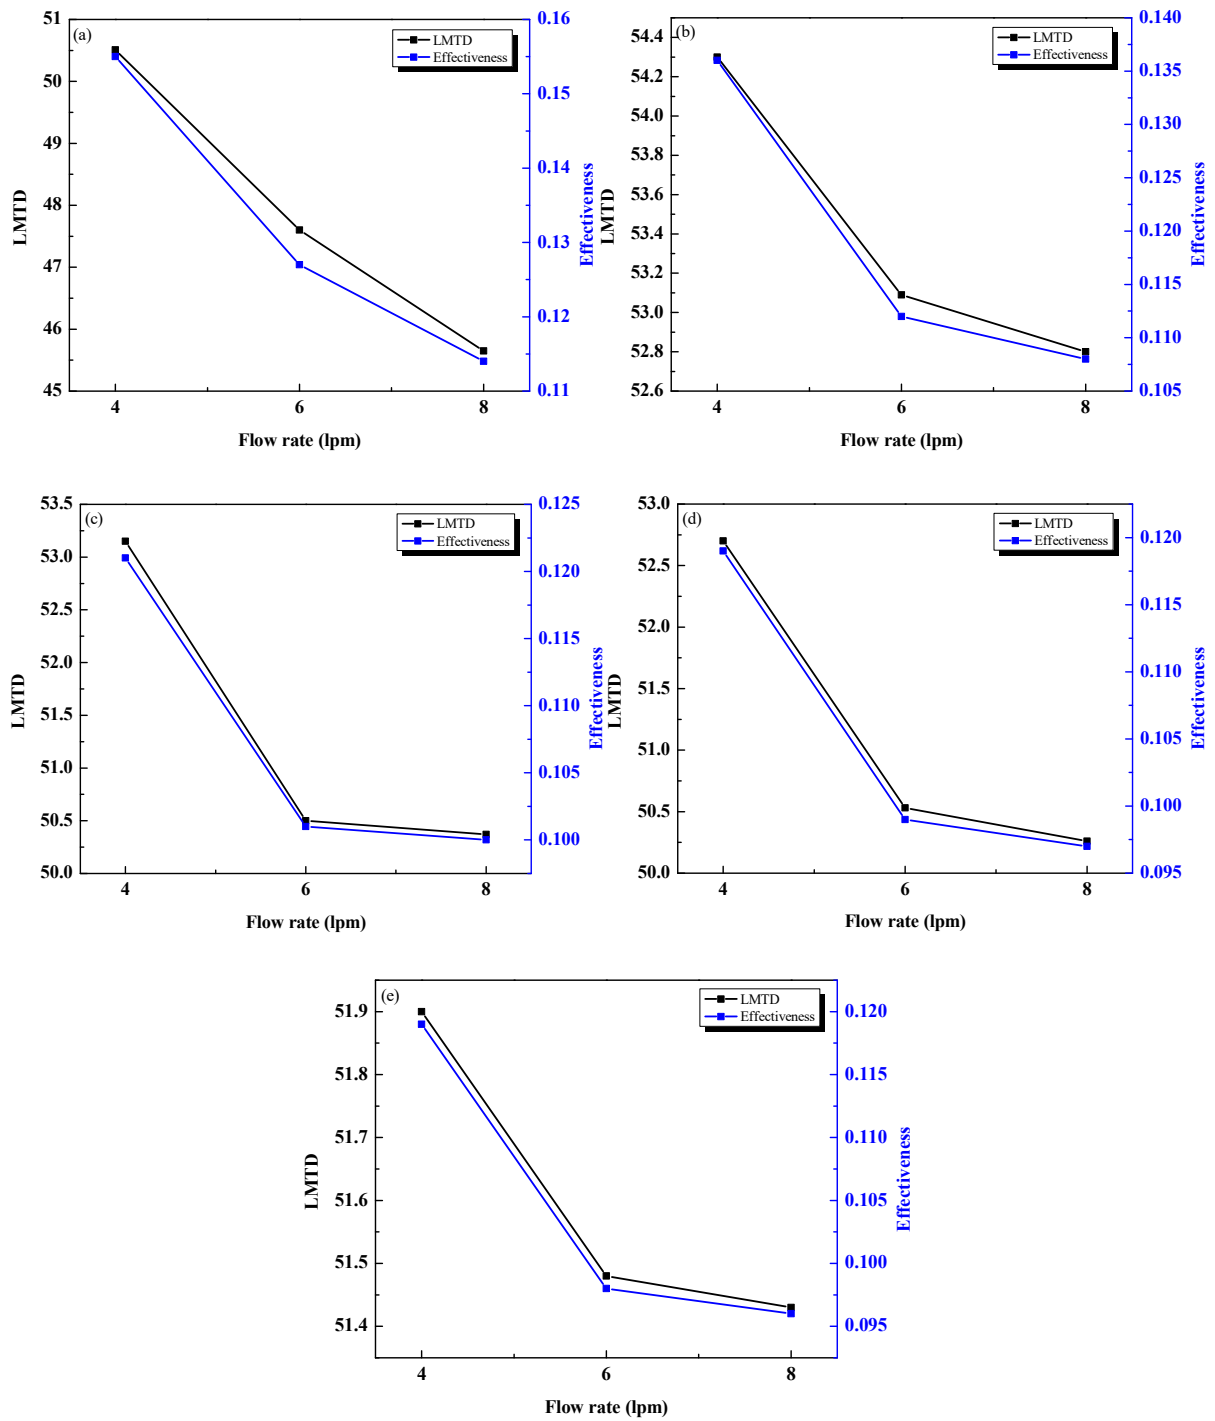 (a)
LMTD
Effectiveness
51
50
49
48
47
46
45
LMTD
0.16
0.15
0.14
0.13
0.12
0.11
Effectiveness
4
6
8
Flow rate (lpm)
(b)
LMTD
Effectiveness
54.4
54.2
54.0
53.8
53.6
53.4
53.2
53.0
52.8
52.6
LMTD
0.140
0.135
0.130
0.125
0.120
0.115
0.110
0.105
Effectiveness
4
6
8
Flow rate (lpm)
(c)
LMTD
Effectiveness
53.5
53.0
52.5
52.0
51.5
51.0
50.5
50.0
LMTD
0.125
0.120
0.115
0.110
0.105
0.100
Effectiveness
4
6
8
Flow rate (lpm)
(d)
LMTD
Effectiveness
53.0
52.5
52.0
51.5
51.0
50.5
50.0
LMTD
0.120
0.115
0.110
0.105
0.100
0.095
Effectiveness
4
6
8
Flow rate (lpm)
(e)
LMTD
Effectiveness
51.9
51.8
51.7
51.6
51.5
51.4
LMTD
0.120
0.115
0.110
0.105
0.100
0.095
Effectiveness
4
6
8
Flow rate (lpm)